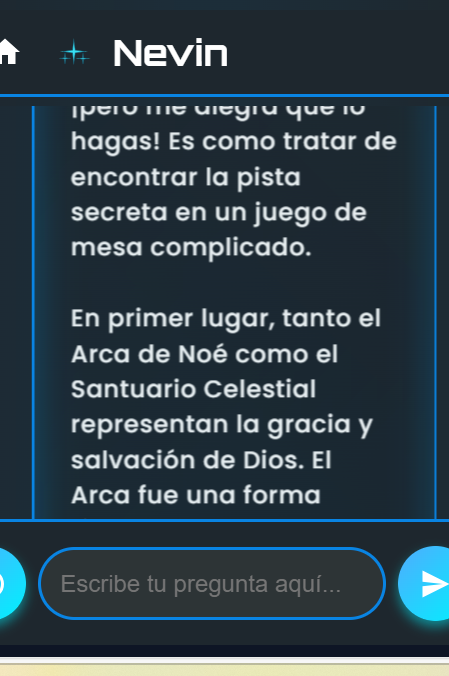 Nevin
¡pero me alegra que lo
hagas! Es como tratar de
encontrar la pista
secreta en un juego de
mesa complicado.
En primer lugar, tanto el
Arca de Noé como el
Santuario Celestial
representan la gracia y
salvación de Dios. El
Arca fue una forma
Escribe tu pregunta aquí...